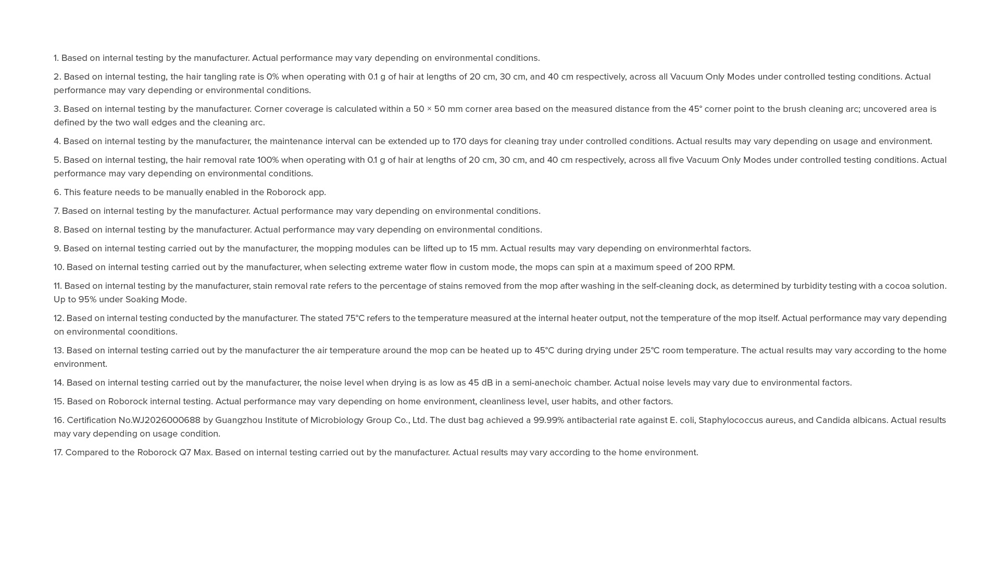 1. Based on internal testing by the manufacturer. Actual performance may vary depending on environmental conditions.
2. Based on internal testing, the hair tangling rate is 0% when operating with 0.1 g of hair at lengths of 20 cm, 30 cm, and 40 cm respectively, across all Vacuum Only Modes under controlled testing conditions. Actual
performance may vary depending or environmental conditions.
3. Based on internal testing by the manufacturer. Corner coverage is calculated within a 50 × 50 mm corner area based on the measured distance from the 45° corner point to the brush cleaning arc; uncovered area is
defined by the two wall edges and the cleaning arc.
4. Based on internal testing by the manufacturer, the maintenance interval can be extended up to 170 days for cleaning tray under controlled conditions. Actual results may vary depending on usage and environment.
5. Based on internal testing, the hair removal rate 100% when operating with 0.1 g of hair at lengths of 20 cm, 30 cm, and 40 cm respectively, across all five Vacuum Only Modes under controlled testing conditions. Actual
performance may vary depending on environmental conditions.
6. This feature needs to be manually enabled in the Roborock app.
7. Based on internal testing by the manufacturer. Actual performance may vary depending on environmental conditions.
8. Based on internal testing by the manufacturer. Actual performance may vary depending on environmental conditions.
9. Based on internal testing carried out by the manufacturer, the mopping modules can be lifted up to 15 mm. Actual results may vary depending on environmerhtal factors.
10. Based on internal testing carried out by the manufacturer, when selecting extreme water flow in custom mode, the mops can spin at a maximum speed of 200 RPM.
11. Based on internal testing by the manufacturer, stain removal rate refers to the percentage of stains removed from the mop after washing in the self-cleaning dock, as determined by turbidity testing with a cocoa solution.
Up to 95% under Soaking Mode.
12. Based on internal testing conducted by the manufacturer. The stated 75°C refers to the temperature measured at the internal heater output, not the temperature of the mop itself. Actual performance may vary depending
on environmental coonditions.
13. Based on internal testing carried out by the manufacturer the air temperature around the mop can be heated up to 45°C during drying under 25°C room temperature. The actual results may vary according to the home
environment.
14. Based on internal testing carried out by the manufacturer, the noise level when drying is as low as 45 dB in a semi-anechoic chamber. Actual noise levels may vary due to environmental factors.
15. Based on Roborock internal testing. Actual performance may vary depending on home environment, cleanliness level, user habits, and other factors.
16. Certification No.WJ2026000688 by Guangzhou Institute of Microbiology Group Co., Ltd. The dust bag achieved a 99.99% antibacterial rate against E. coli, Staphylococcus aureus, and Candida albicans. Actual results
may vary depending on usage condition.
17. Compared to the Roborock Q7 Max. Based on internal testing carried out by the manufacturer. Actual results may vary according to the home environment.